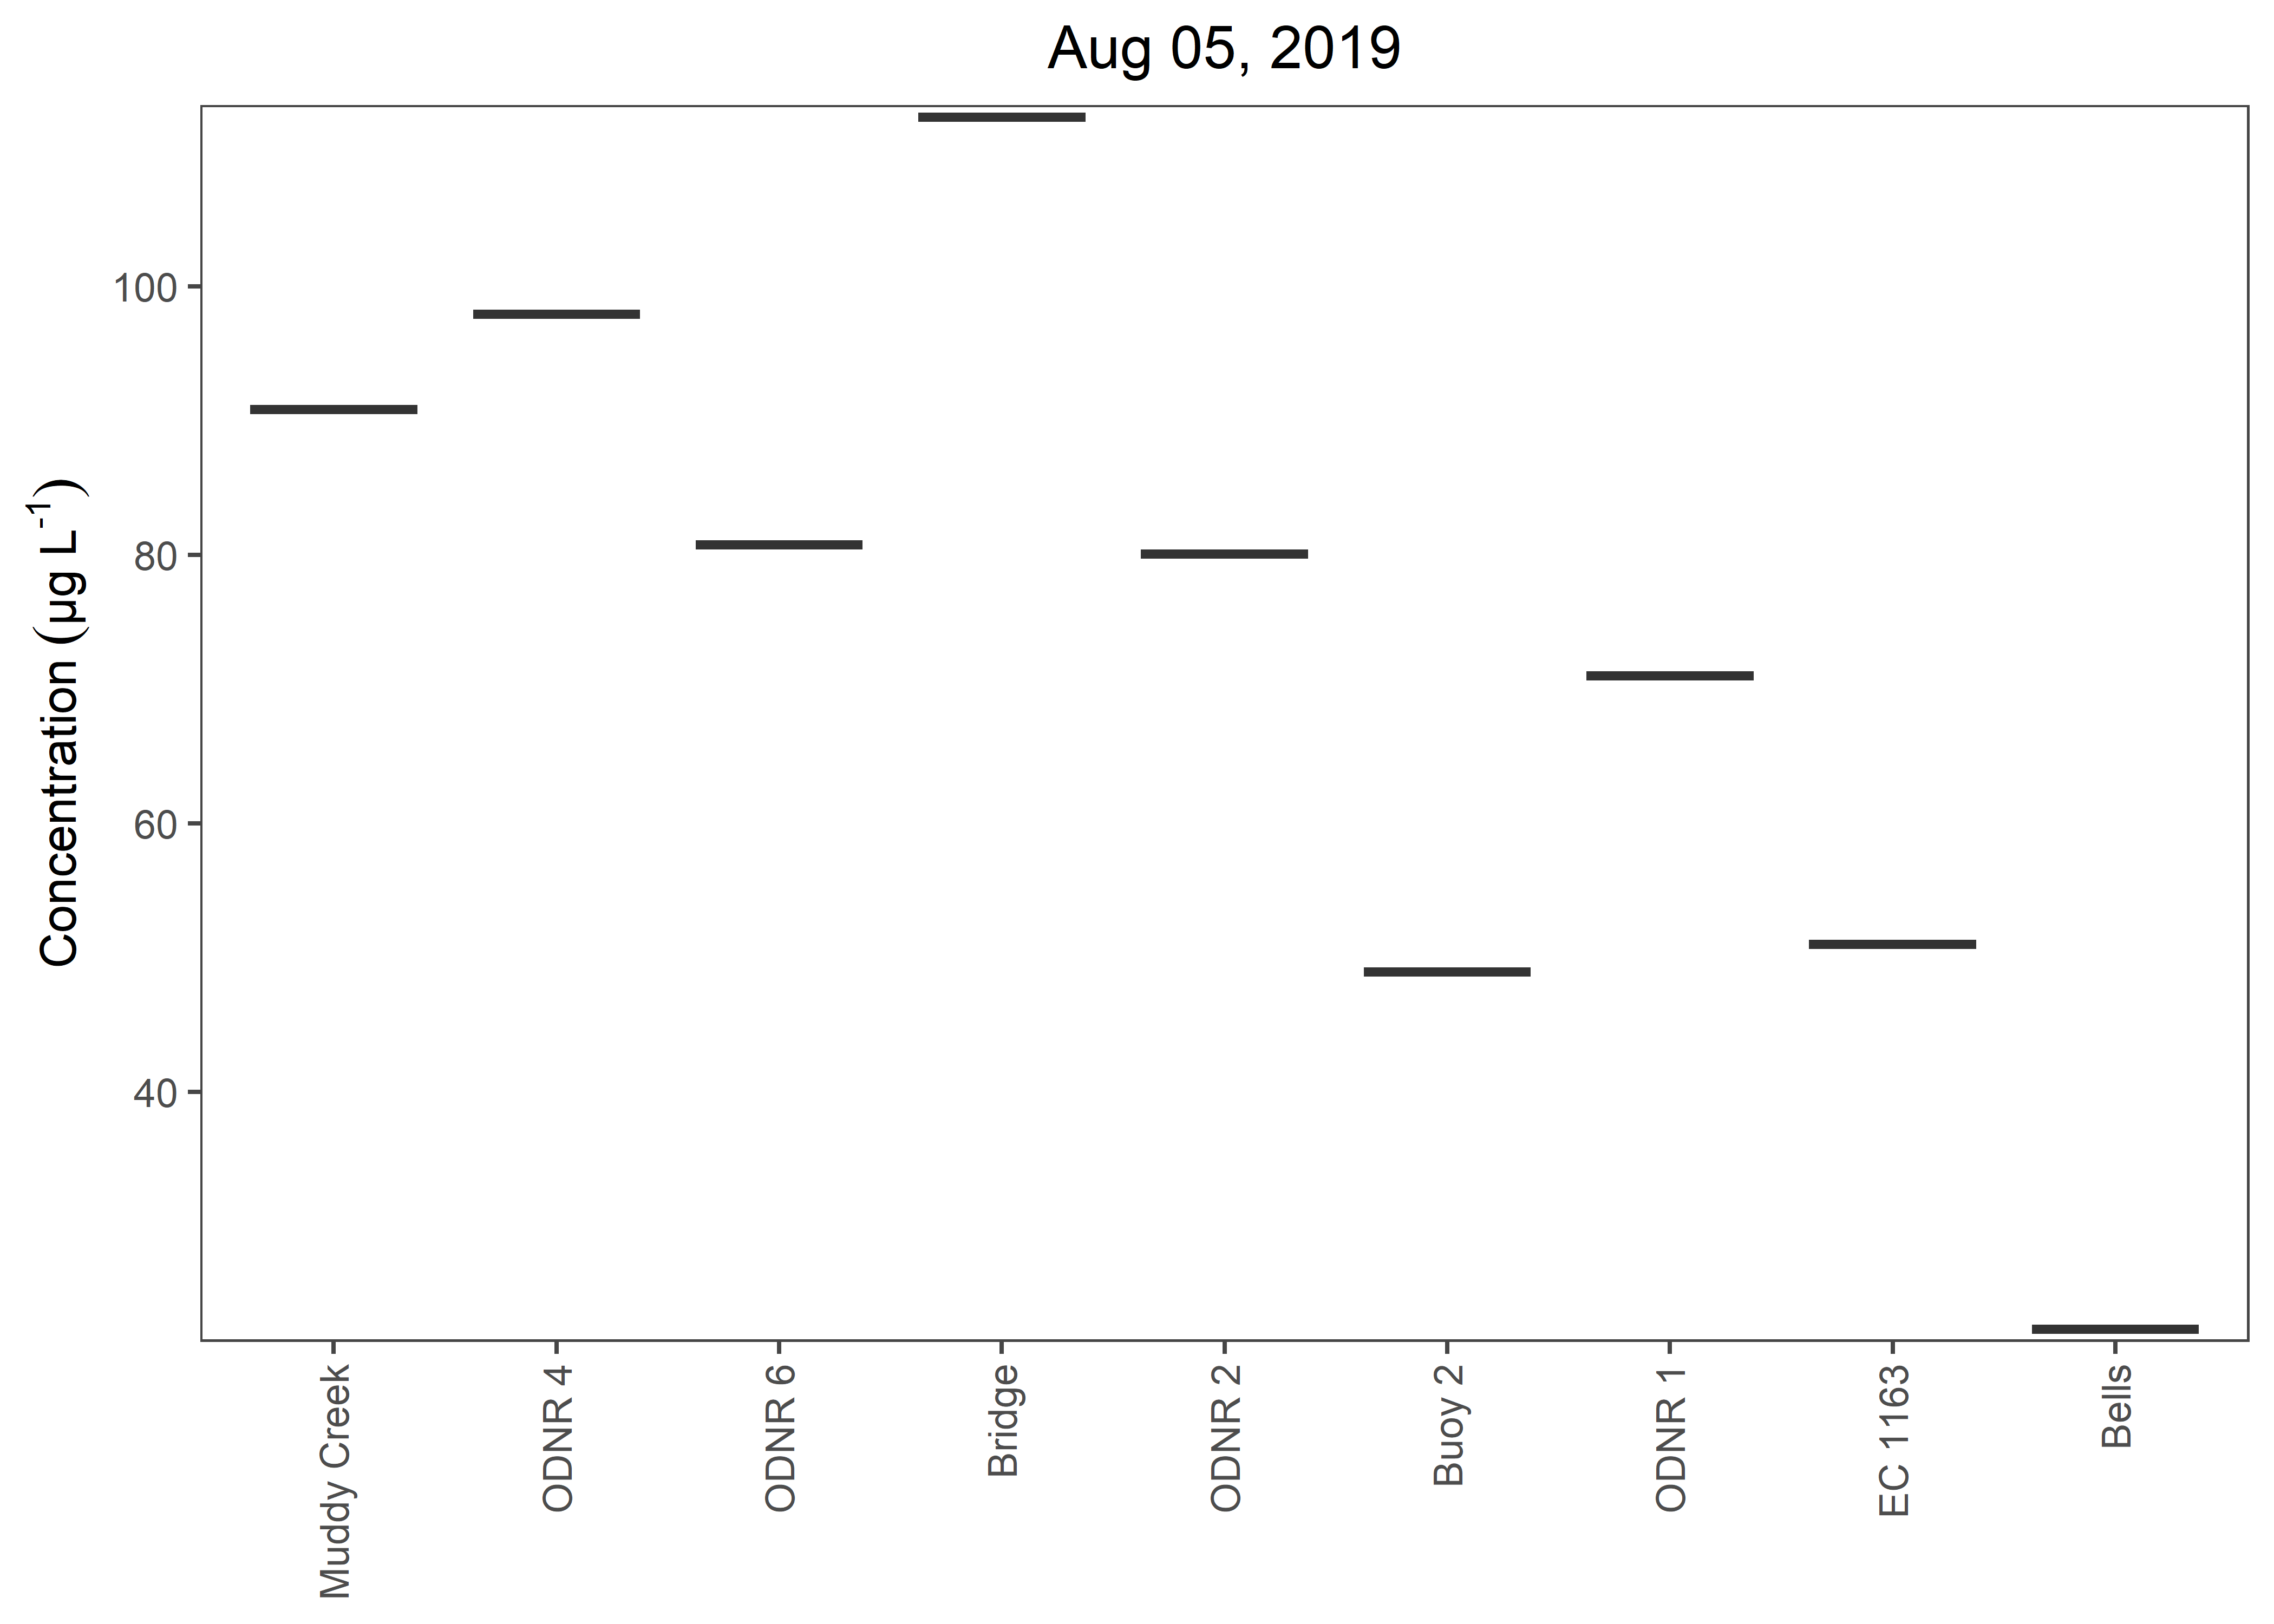 Aug 05, 2019
Concentration (µg L⁻¹)
100
80
60
40
Muddy Creek
ODNR 4
ODNR 6
Bridge
ODNR 2
Buoy 2
ODNR 1
EC 1163
Bells